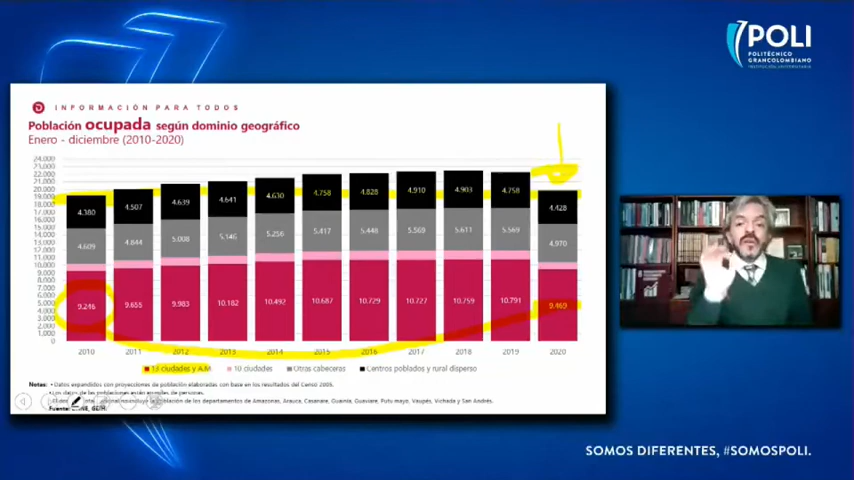 POLI
POLITÉCNICO
GRANCOLOMBIANO
INSTITUCIÓN UNIVERSITARIA
INFORMACIÓN PARA TODOS
Población ocupada según dominio geográfico
Enero - diciembre (2010-2020)
24,000
23,000
22,000
21,000
20,000
19,000
18,000
17,000
16,000
15,000
14,000
13,000
12,000
11,000
10,000
9,000
8,000
7,000
6,000
5,000
4,000
3,000
2,000
1,000
4.380 4.507 4.639 4.641 4.630 4.758 4.828 4.910 4.903 4.758 4.428
4.609 4.844 5.008 5.146 5.256 5.417 5.448 5.569 5.611 5.569 4.970
9.246 9.655 9.983 10.182 10.492 10.687 10.729 10.727 10.759 10.791 9.469
2010 2011 2012 2013 2014 2015 2016 2017 2018 2019 2020
13 ciudades y A.M. 10 ciudades Otras cabeceras Centros poblados y rural disperso
Notas: • Datos expandidos con proyecciones de población elaboradas con base en los resultados del Censo 2005.
• Los datos de las poblaciones están en miles de personas.
población de los departamentos de Amazonas, Arauca, Casanare, Guainía, Guaviare, Putumayo, Vaupés, Vichada y San Andrés.
Fuente: GEIH
SOMOS DIFERENTES, #SOMOSPOLI.